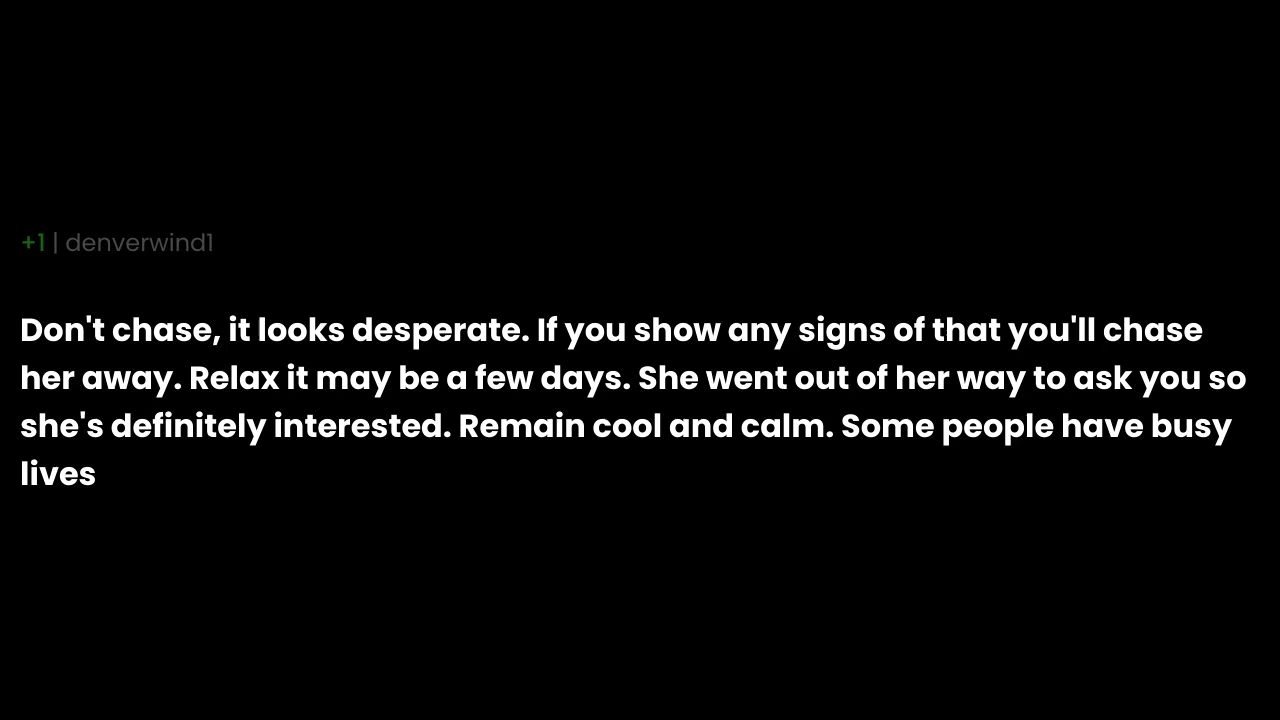 +1 | denverwind1
Don't chase, it looks desperate. If you show any signs of that you'll chase
her away. Relax it may be a few days. She went out of her way to ask you so
she's definitely interested. Remain cool and calm. Some people have busy
lives